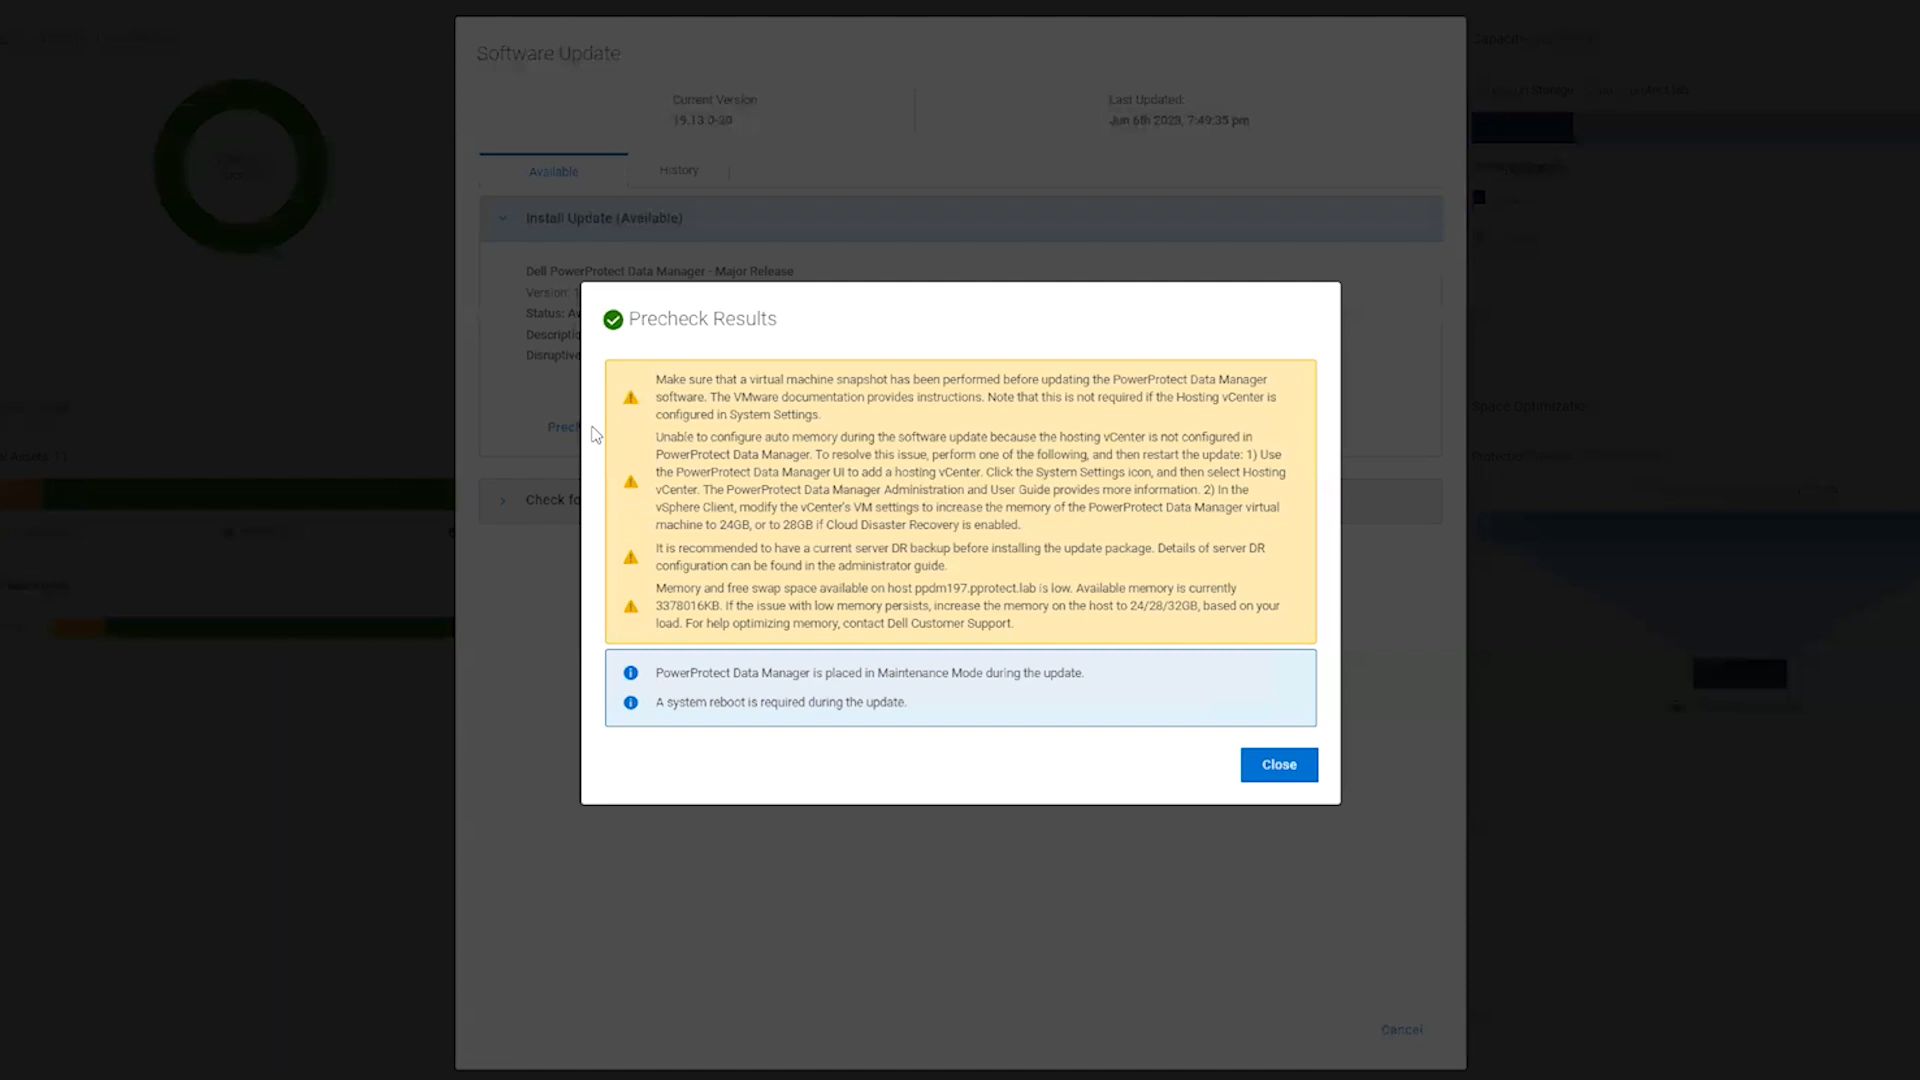 Software Update
Current Version
19.13.0-20
Last Updated:
Jun 6th 2023, 7:49:35 pm
Available
History
Install Update (Available)
Dell PowerProtect Data Manager - Major Release
Version:
Status:
Disruptive
Precheck Results
Make sure that a virtual machine snapshot has been performed before updating the PowerProtect Data Manager
software. The VMware documentation provides instructions. Note that this is not required if the Hosting vCenter is
configured in System Settings.
Unable to configure auto memory during the software update because the hosting vCenter is not configured in
PowerProtect Data Manager. To resolve this issue, perform one of the following, and then restart the update: 1) Use
the PowerProtect Data Manager UI to add a hosting vCenter. Click the System Settings icon, and then select Hosting
vCenter. The PowerProtect Data Manager Administration and User Guide provides more information. 2) In the
vSphere Client, modify the vCenter's VM settings to increase the memory of the PowerProtect Data Manager virtual
machine to 24GB, or to 28GB if Cloud Disaster Recovery is enabled.
It is recommended to have a current server DR backup before installing the update package. Details of server DR
configuration can be found in the administrator guide.
Memory and free swap space available on host ppdm197.pprotect.lab is low. Available memory is currently
3378016KB. If the issue with low memory persists, increase the memory on the host to 24/28/32GB, based on your
load. For help optimizing memory, contact Dell Customer Support.
PowerProtect Data Manager is placed in Maintenance Mode during the update.
A system reboot is required during the update.
Close
Check fo
Cancel
Storage
Space Optimization